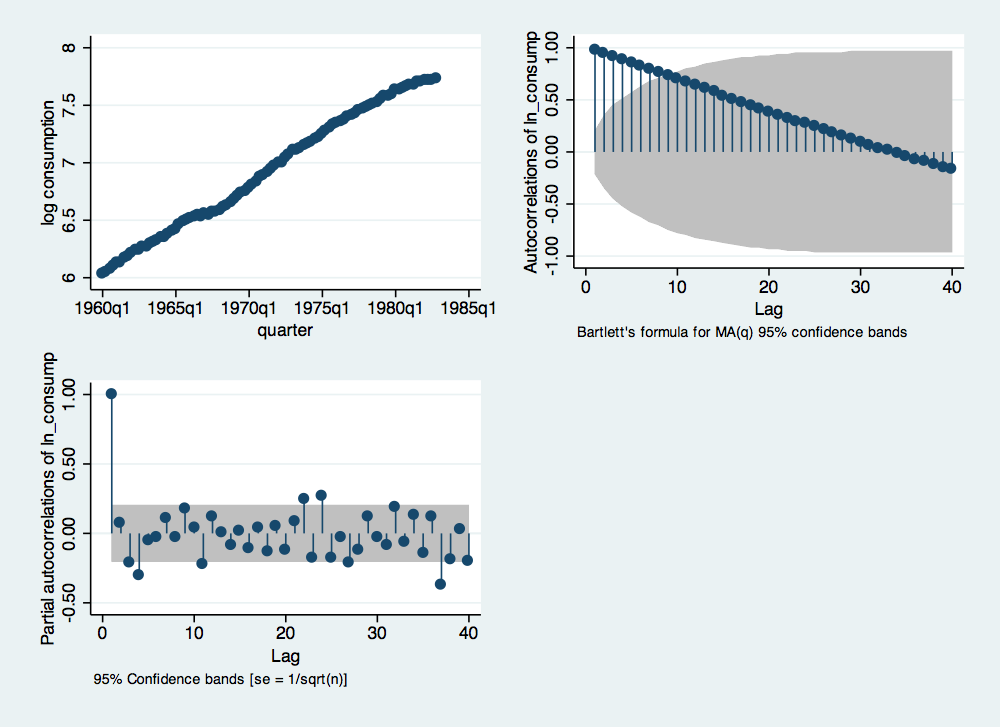 log consumption
8
7.5
7
6.5
6
1960q1 1965q1 1970q1 1975q1 1980q1 1985q1
quarter
Autocorrelations of ln_consump
1.00
0.50
0.00
-0.50
-1.00
0 10 20 30 40
Lag
Bartlett's formula for MA(q) 95% confidence bands
Partial autocorrelations of ln_consump
1.00
0.50
0.00
-0.50
0 10 20 30 40
Lag
95% Confidence bands [se = 1/sqrt(n)]